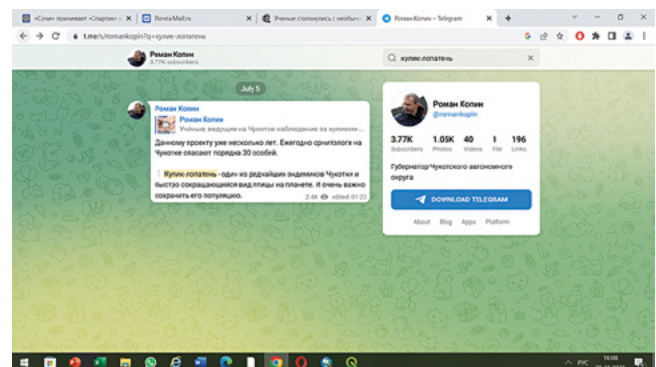 «Сочи» принимает «Спартак» 
Почта Mail.ru
Ученые столкнулись с необычн
Роман Копин – Telegram
t.me/s/romankopin?q=кулик-лопатень
Роман Копин
3.77K subscribers
кулик-лопатень
July 5
Роман Копин
Роман Копин
Учёные, ведущие на Чукотке наблюдение за куликом-...
Данному проекту уже несколько лет. Ежегодно орнитологи на
Чукотке спасают порядка 30 особей.
Кулик-лопатень - один из редчайших эндемиков Чукотки и
быстро сокращающийся вид птицы на планете. И очень важно
сохранить его популяцию.
2.4K edited 01:23
Роман Копин
@romankopin
3.77K 1.05K 40 1 196
Subscribers Photos Videos File Links
Губернатор Чукотского автономного
округа
DOWNLOAD TELEGRAM
About Blog Apps Platform
РУС
16:08